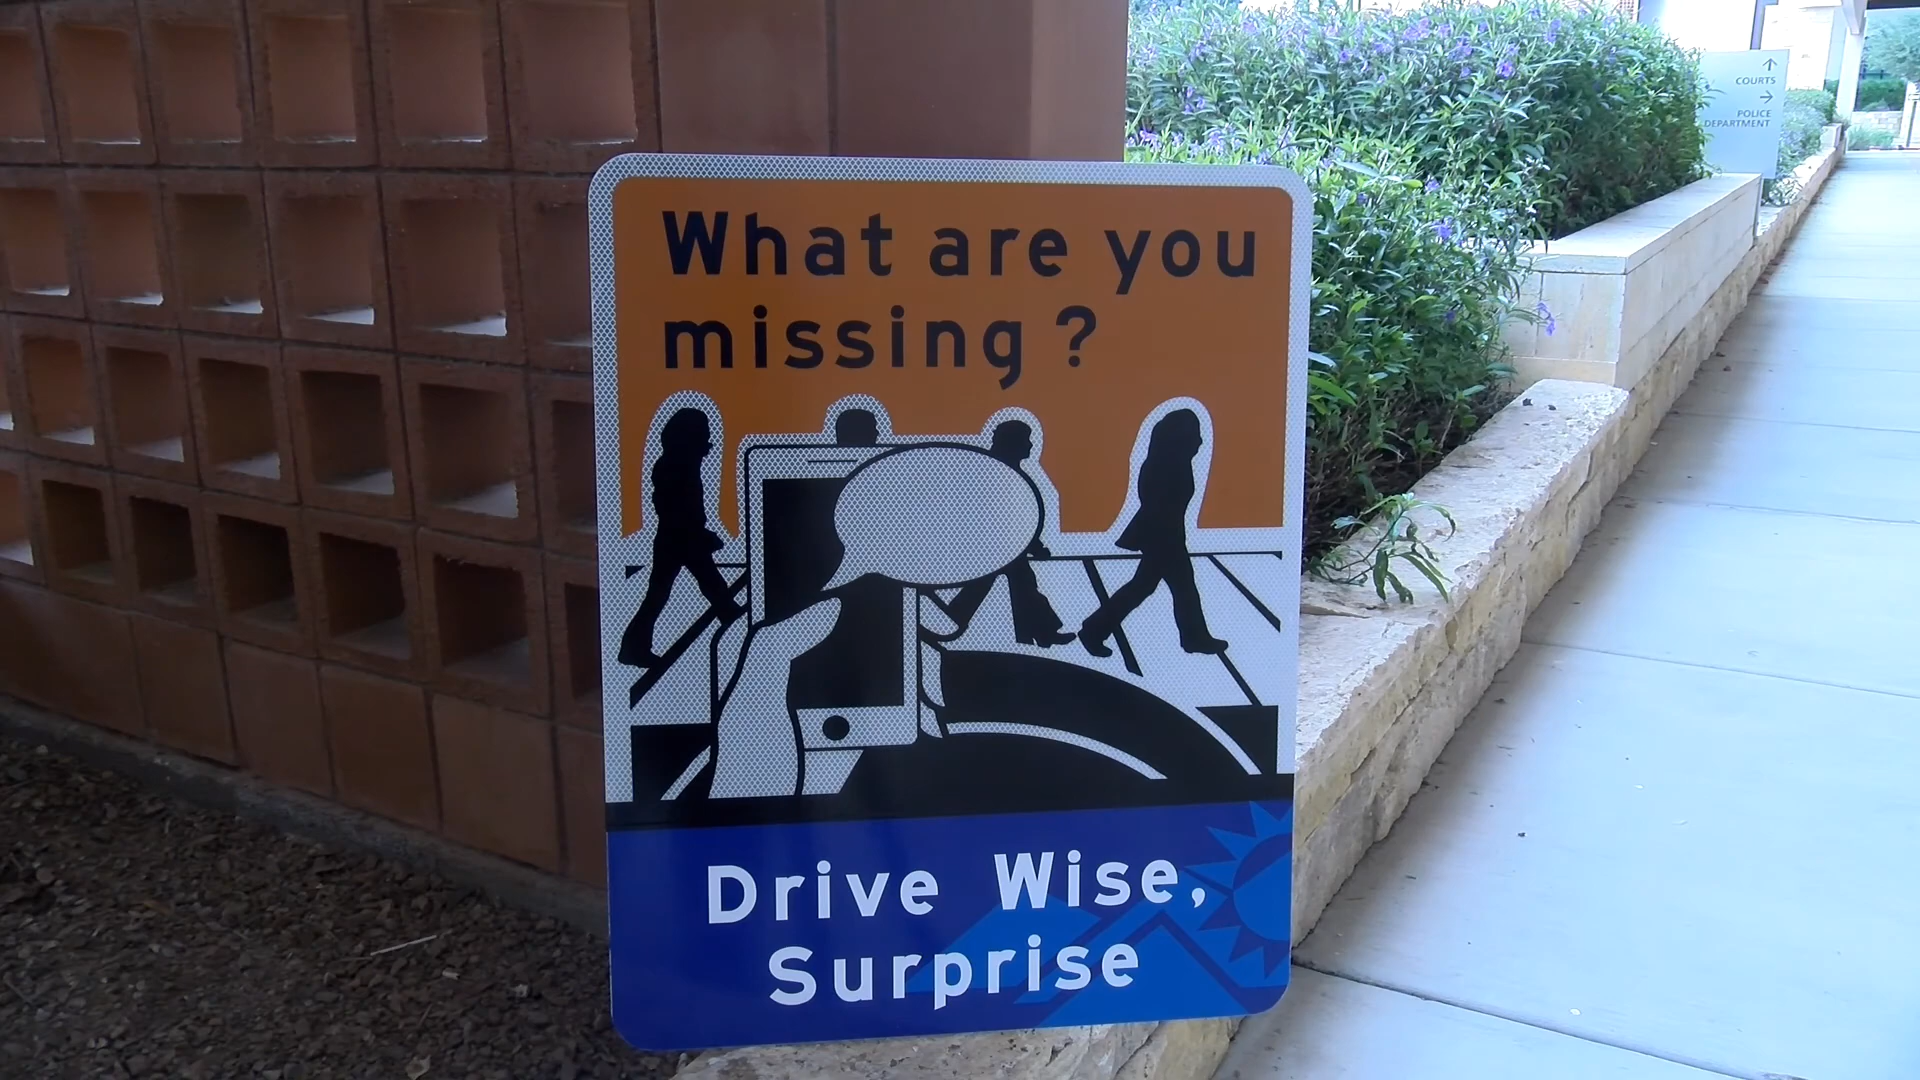 What are you
missing?
Drive Wise,
Surprise
↑
COURTS
→
POLICE
DEPARTMENT